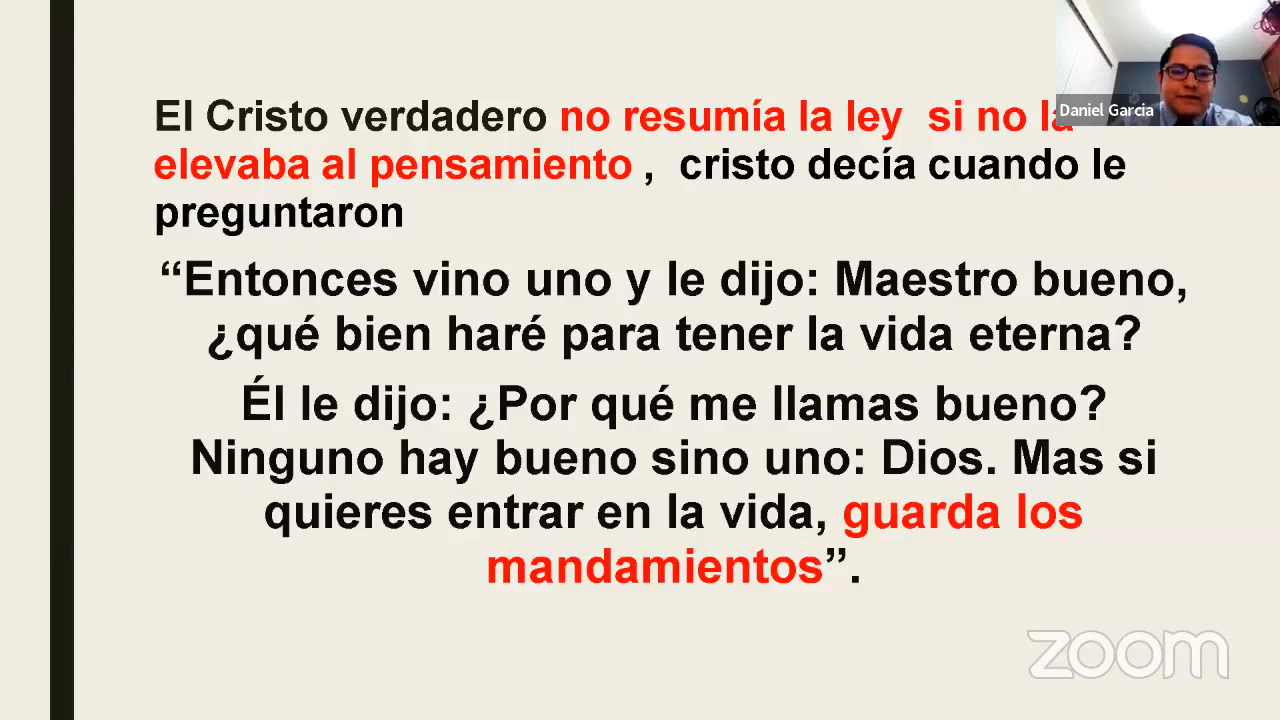 El Cristo verdadero no resumía la ley si no la
elevaba al pensamiento , cristo decía cuando le
preguntaron
“Entonces vino uno y le dijo: Maestro bueno,
¿qué bien haré para tener la vida eterna?
Él le dijo: ¿Por qué me llamas bueno?
Ninguno hay bueno sino uno: Dios. Mas si
quieres entrar en la vida, guarda los
mandamientos”.
Daniel Garcia
zoom